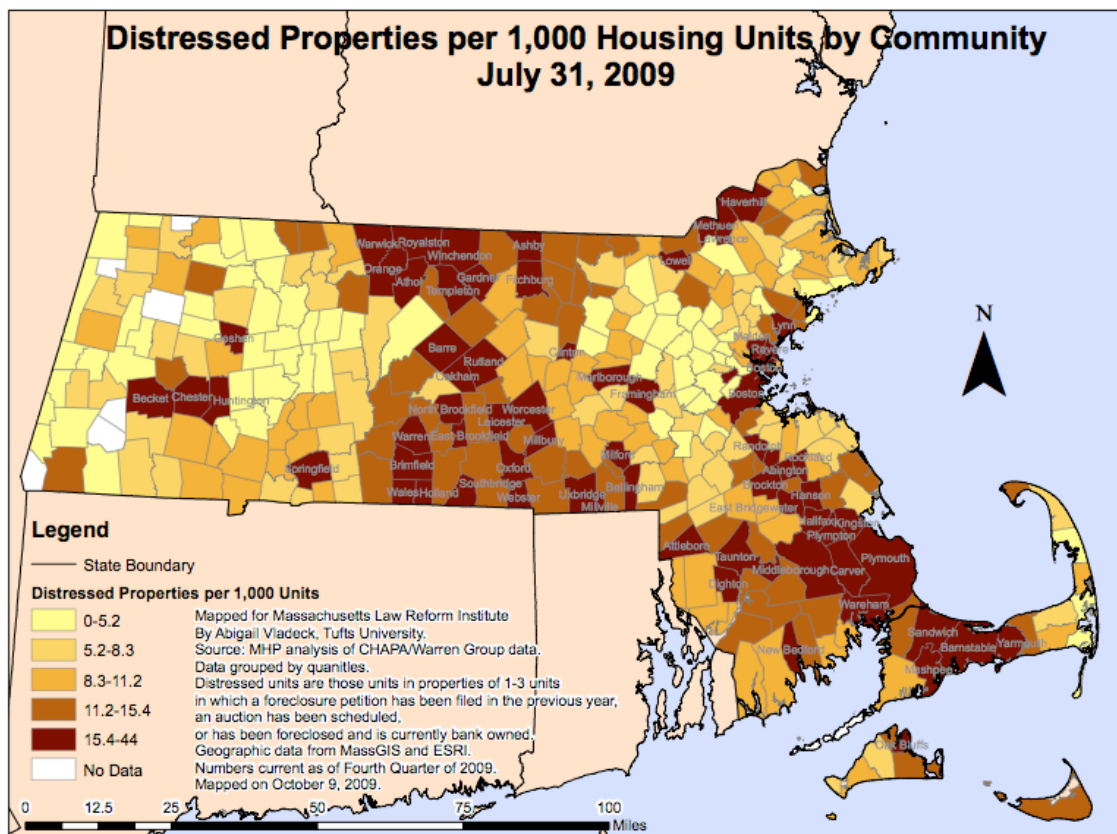 Distressed Properties per 1,000 Housing Units by Community
July 31, 2009
Haverhill
Methuen
Lawrence
Lowell
Warwick
Royalston
Winchendon
Ashby
Orange
Athol
Gardner
Fitchburg
Templeton
N
Lynn
Malden
Revere
Boston
Boston
Goshen
Barre
Rutland
Clinton
Oakham
Marlborough
Framingham
Becket
Chester
Huntington
North Brookfield
Worcester
Leicester
Warren
East Brookfield
Millbury
Milford
Randolph
Rockland
Abington
Springfield
Brimfield
Oxford
Brockton
Hanson
Southbridge
Bellingham
Wales
Holland
Webster
Uxbridge
Millville
East Bridgewater
Halifax
Kingston
Plympton
Attleboro
Taunton
Plymouth
Middleborough
Carver
Dighton
Wareham
Sandwich
Barnstable
Yarmouth
New Bedford
Mashpee
Oak Bluffs
Legend
State Boundary
Distressed Properties per 1,000 Units
0-5.2
5.2-8.3
8.3-11.2
11.2-15.4
15.4-44
No Data
Mapped for Massachusetts Law Reform Institute
By Abigail Vladeck, Tufts University.
Source: MHP analysis of CHAPA/Warren Group data.
Data grouped by quanitles.
Distressed units are those units in properties of 1-3 units
in which a foreclosure petition has been filed in the previous year,
an auction has been scheduled,
or has been foreclosed and is currently bank owned.
Geographic data from MassGIS and ESRI.
Numbers current as of Fourth Quarter of 2009.
Mapped on October 9, 2009.
0 12.5 25 50 75 100
Miles